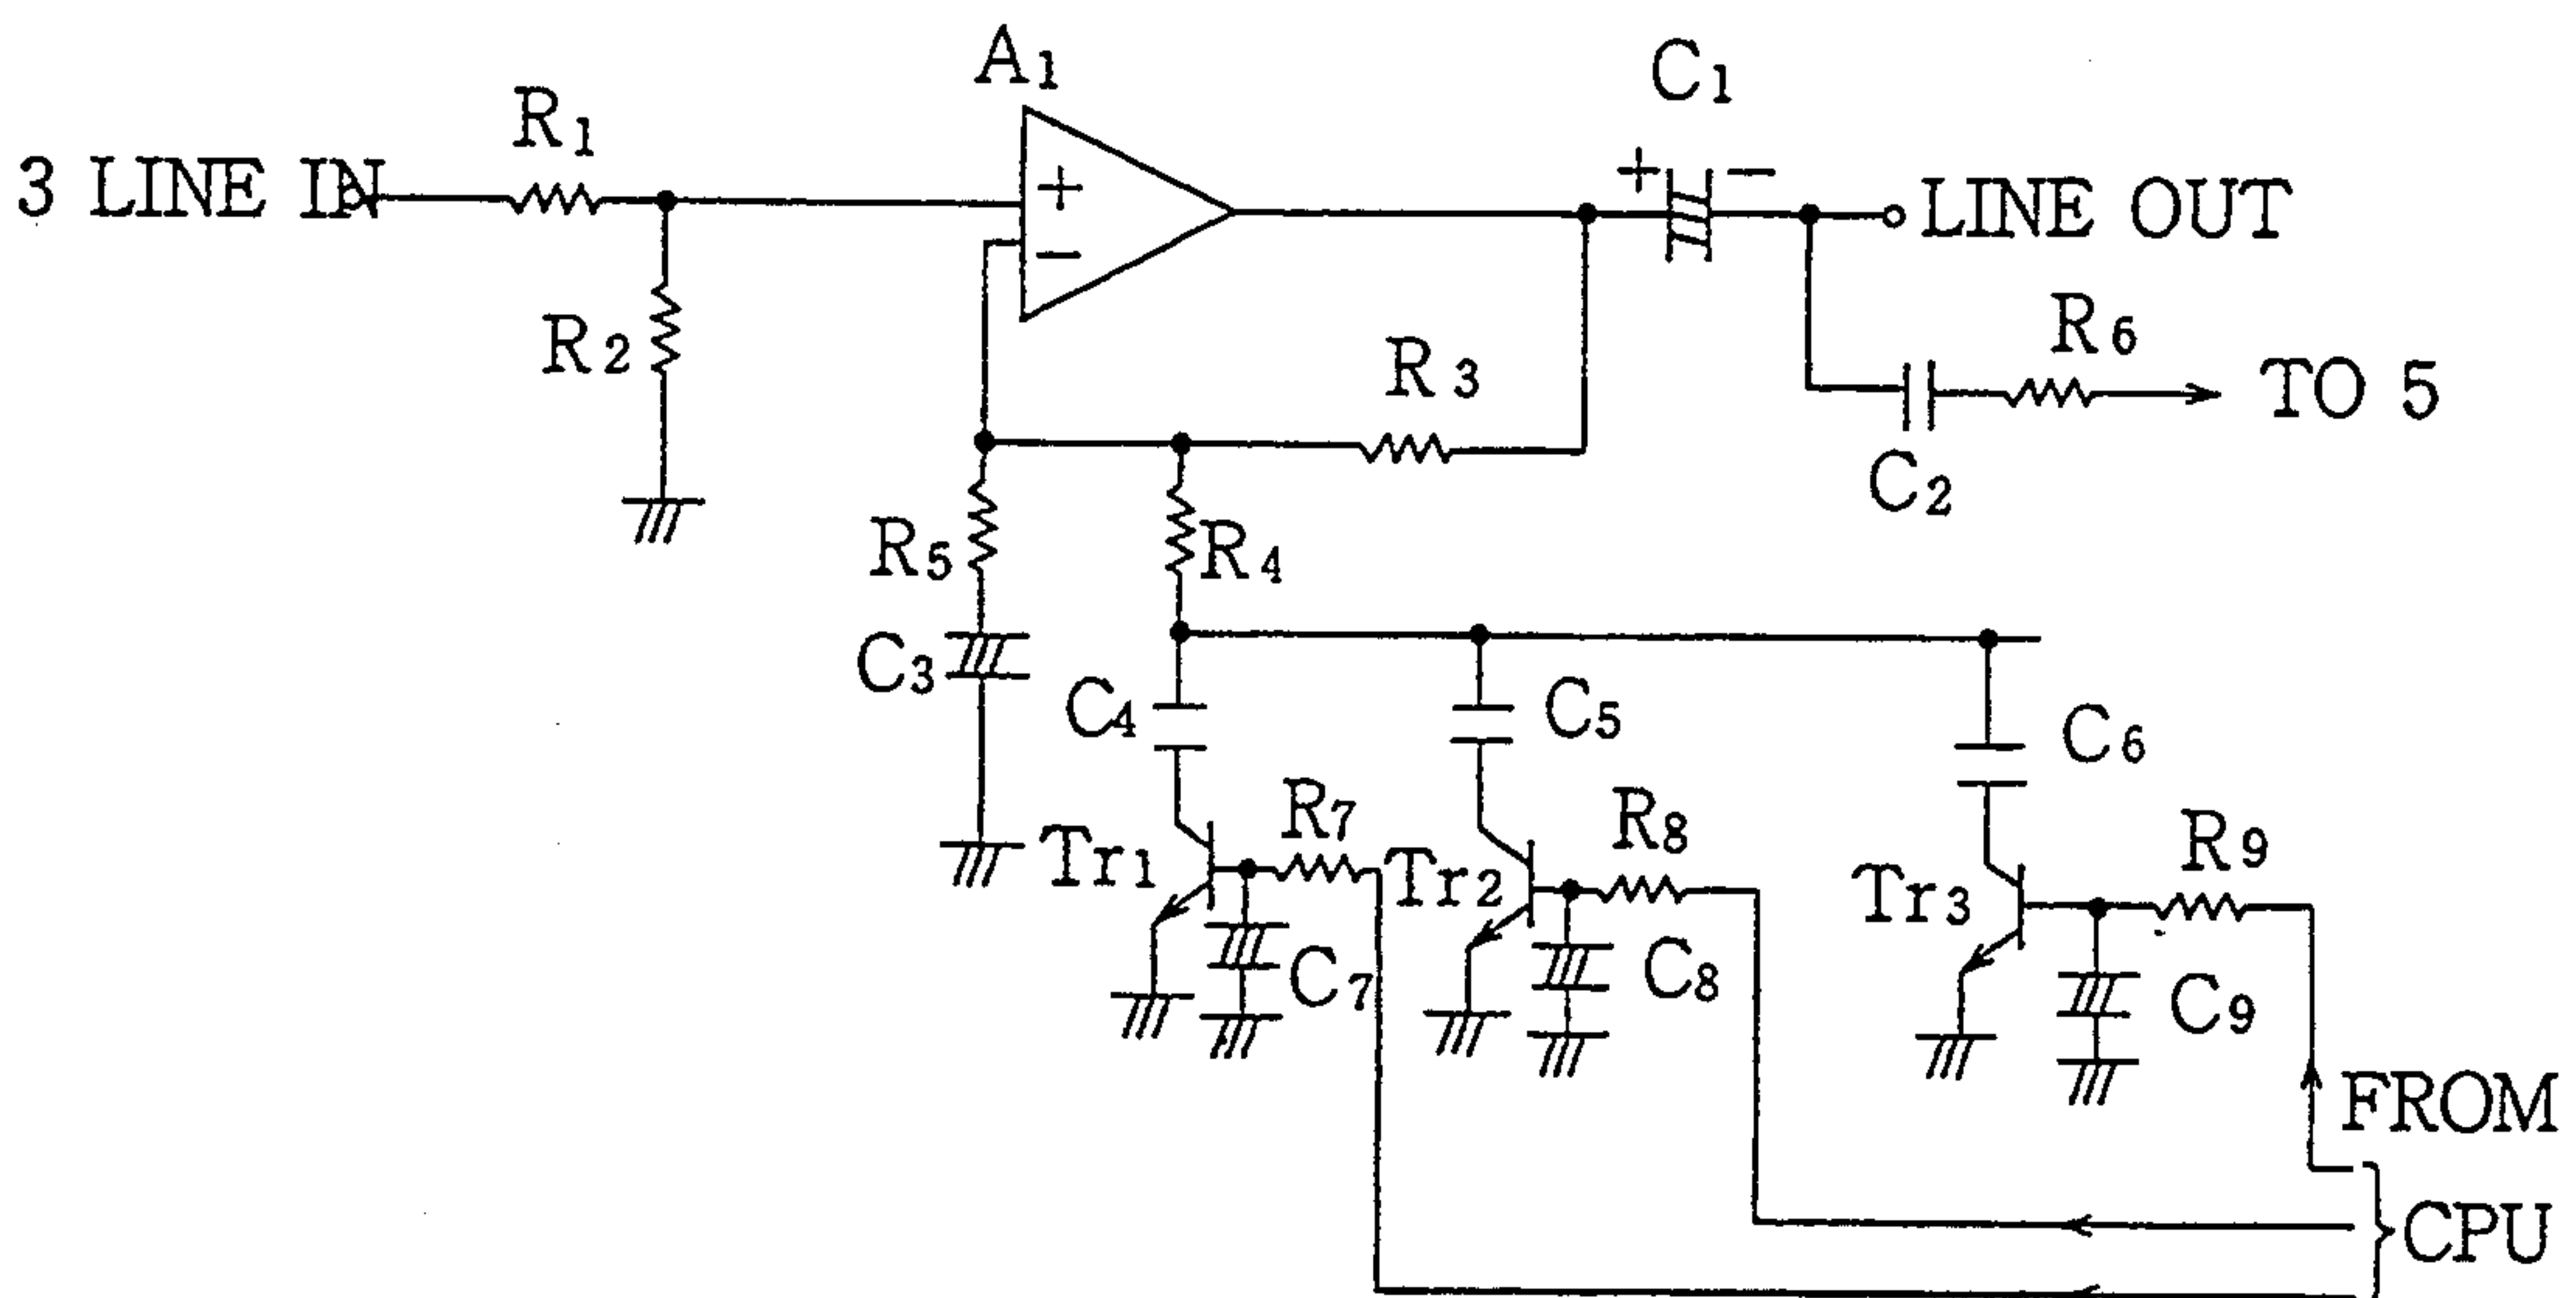 A1
C1
R1
3 LINE IN
+
−
+ −
LINE OUT
R2
R3
R6
TO 5
C2
R5
R4
C3
C4
C5
C6
Tr1
R7
Tr2
R8
Tr3
R9
C7
C8
C9
FROM
CPU